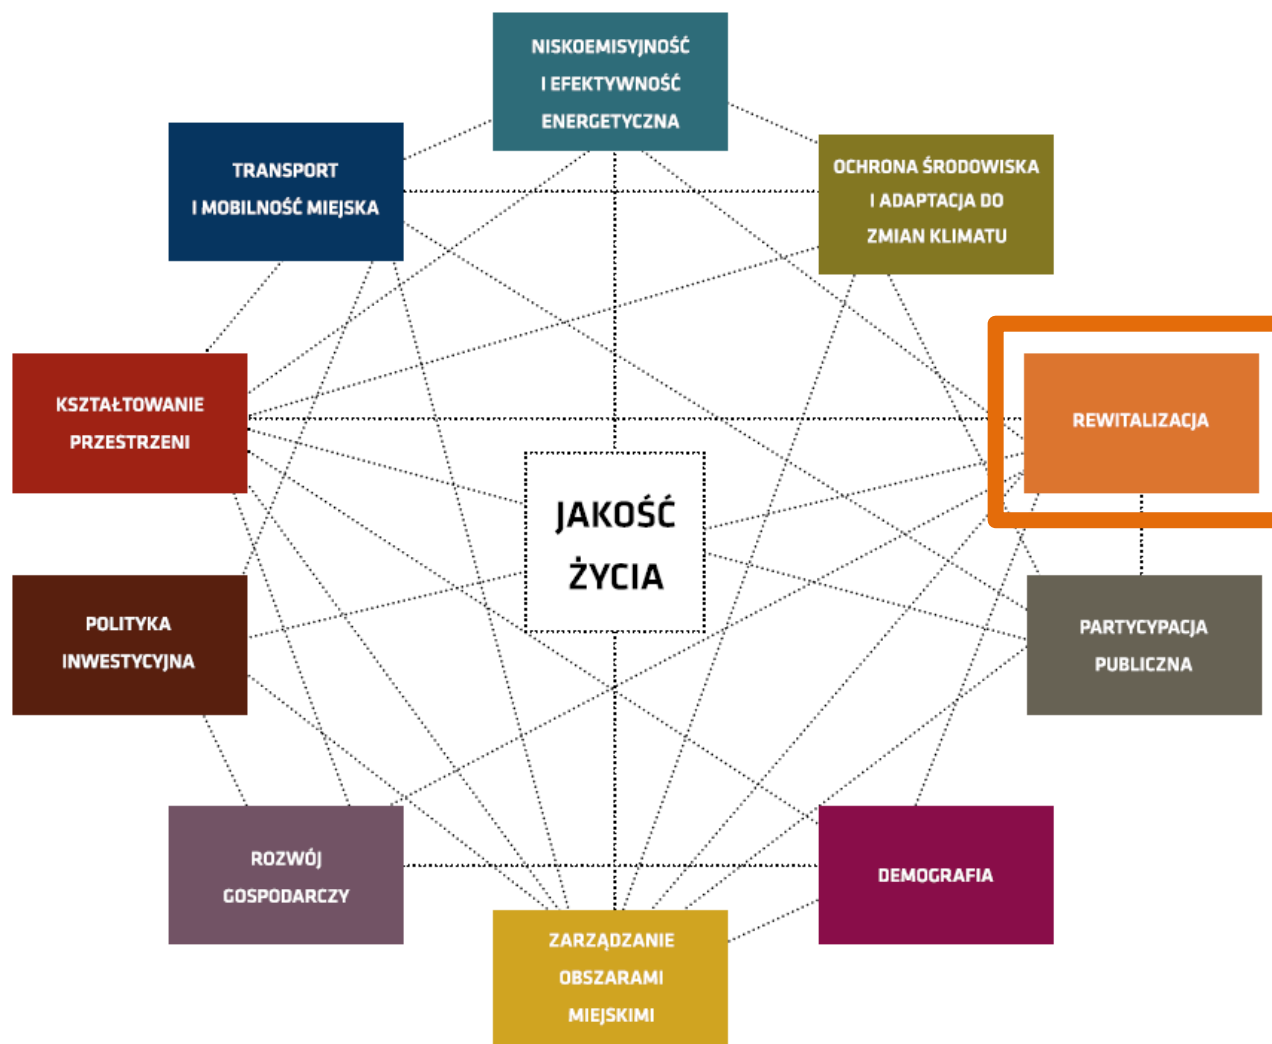 NISKOEMISYJNOŚĆ
I EFEKTYWNOŚĆ
ENERGETYCZNA
TRANSPORT
I MOBILNOŚĆ MIEJSKA
OCHRONA ŚRODOWISKA
I ADAPTACJA DO
ZMIAN KLIMATU
KSZTAŁTOWANIE
PRZESTRZENI
REWITALIZACJA
JAKOŚĆ
ŻYCIA
POLITYKA
INWESTYCYJNA
PARTYCYPACJA
PUBLICZNA
ROZWÓJ
GOSPODARCZY
DEMOGRAFIA
ZARZĄDZANIE
OBSZARAMI
MIEJSKIMI